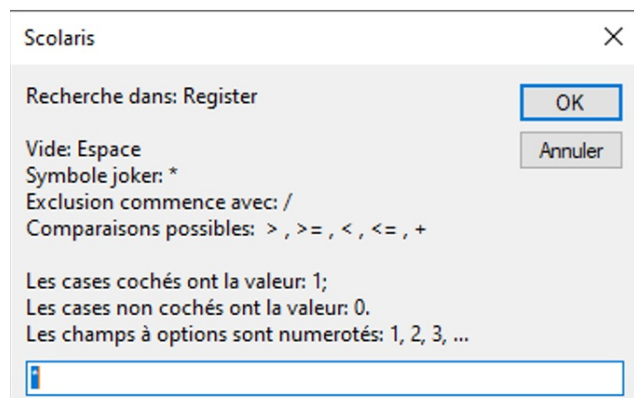 Scolaris
Recherche dans: Register
OK
Annuler
Vide: Espace
Symbole joker: *
Exclusion commence avec: /
Comparaisons possibles:  > , >= , < , <= , +
Les cases cochés ont la valeur: 1;
Les cases non cochés ont la valeur: 0.
Les champs à options sont numerotés: 1, 2, 3, ...
*